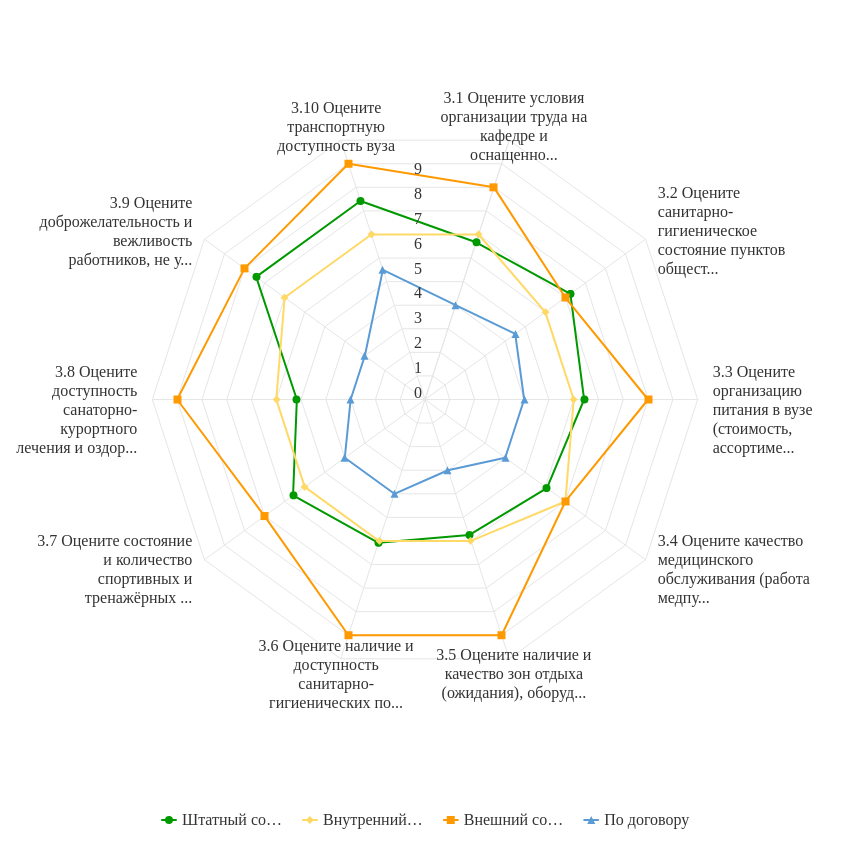 3.1 Оцените условия
организации труда на
кафедре и
оснащенно...
3.2 Оцените
санитарно-
гигиеническое
состояние пунктов
общест...
3.3 Оцените
организацию
питания в вузе
(стоимость,
ассортиме...
3.4 Оцените качество
медицинского
обслуживания (работа
медпу...
3.5 Оцените наличие и
качество зон отдыха
(ожидания), оборуд...
3.6 Оцените наличие и
доступность
санитарно-
гигиенических по...
3.7 Оцените состояние
и количество
спортивных и
тренажёрных ...
3.8 Оцените
доступность
санаторно-
курортного
лечения и оздор...
3.9 Оцените
доброжелательность и
вежливость
работников, не у...
3.10 Оцените
транспортную
доступность вуза
9
8
7
6
5
4
3
2
1
0
Штатный со…
Внутренний…
Внешний со…
По договору